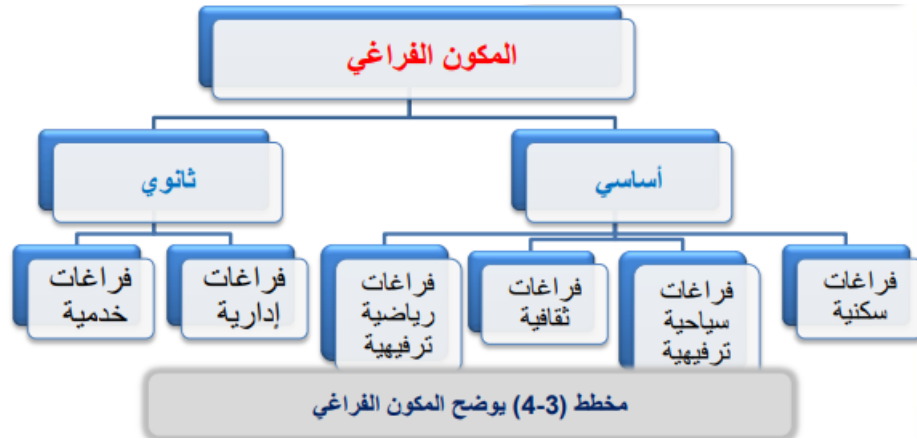 المكون الفراغي
أساسي
ثانوي
فراغات
سكنية
فراغات
سياحية
ترفيهية
فراغات
ثقافية
فراغات
رياضية
ترفيهية
فراغات
إدارية
فراغات
خدمية
مخطط (3-4) يوضح المكون الفراغي